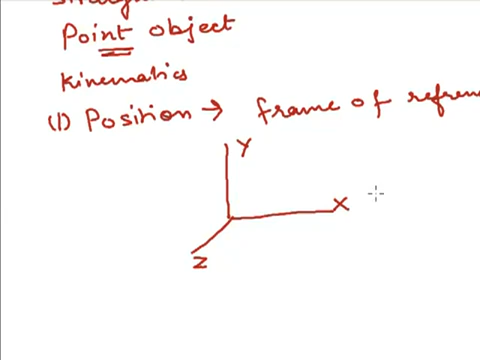 Point object
Kinematics
(1) Position → frame of
Y
X
Z